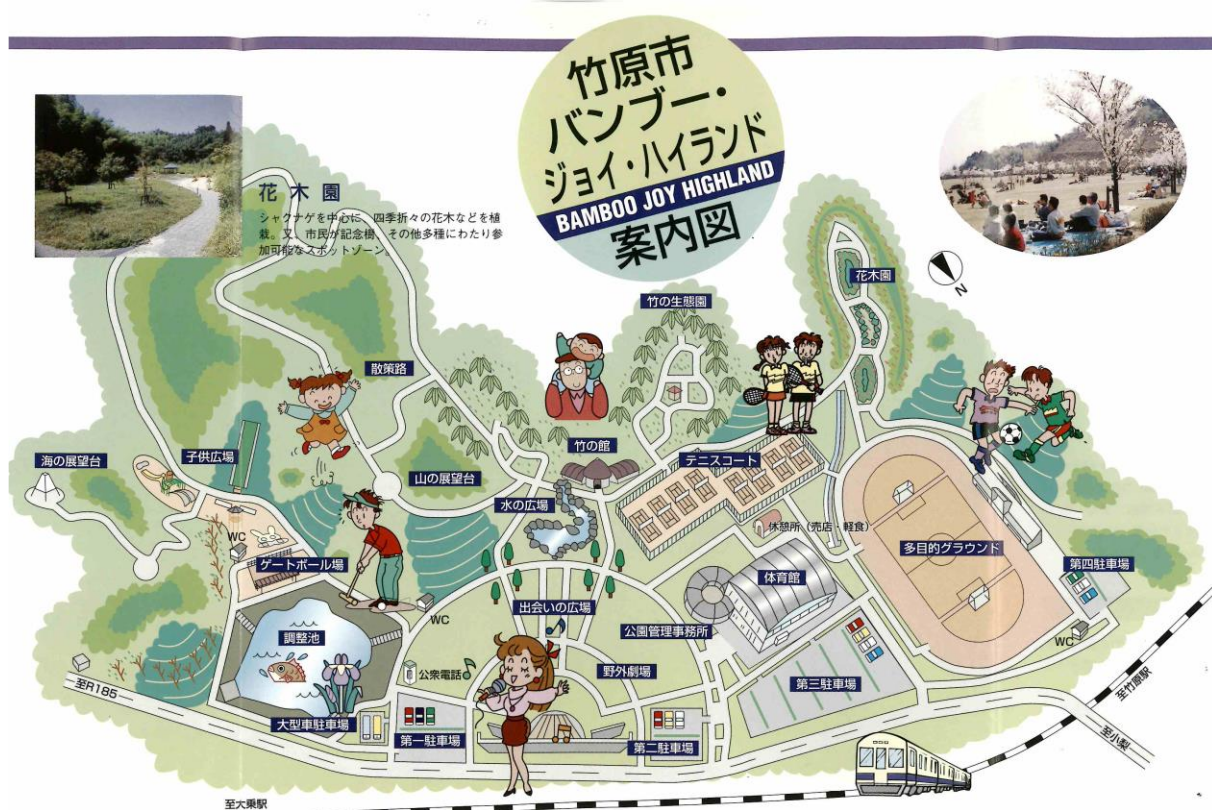 竹原市
バンブー・
ジョイ・ハイランド
BAMBOO JOY HIGHLAND
案内図
花木園
シャクナゲを中心に、四季折々の花木などを植
栽。又、市民が記念樹、その他多種にわたり参
加可能なスポットゾーン。
N
花木園
竹の生態園
散策路
竹の館
テニスコート
海の展望台
子供広場
山の展望台
水の広場
休憩所（売店・軽食）
多目的グラウンド
WC
ゲートボール場
体育館
第四駐車場
出会いの広場
WC
公園管理事務所
WC
調整池
公衆電話
野外劇場
第三駐車場
至R185
至竹原駅
大型車駐車場
第一駐車場
第二駐車場
至小梨
至大乗駅